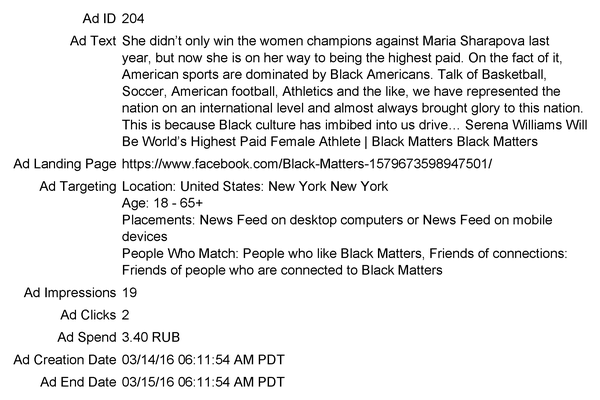 Ad ID 204
Ad Text She didn't only win the women champions against Maria Sharapova last
year, but now she is on her way to being the highest paid. On the fact of it,
American sports are dominated by Black Americans. Talk of Basketball,
Soccer, American football, Athletics and the like, we have represented the
nation on an international level and almost always brought glory to this nation.
This is because Black culture has imbibed into us drive... Serena Williams Will
Be World's Highest Paid Female Athlete | Black Matters Black Matters
Ad Landing Page https://www.facebook.com/Black-Matters-1579673598947501/
Ad Targeting Location: United States: New York New York
Age: 18 - 65+
Placements: News Feed on desktop computers or News Feed on mobile
devices
People Who Match: People who like Black Matters, Friends of connections:
Friends of people who are connected to Black Matters
Ad Impressions 19
Ad Clicks 2
Ad Spend 3.40 RUB
Ad Creation Date 03/14/16 06:11:54 AM PDT
Ad End Date 03/15/16 06:11:54 AM PDT